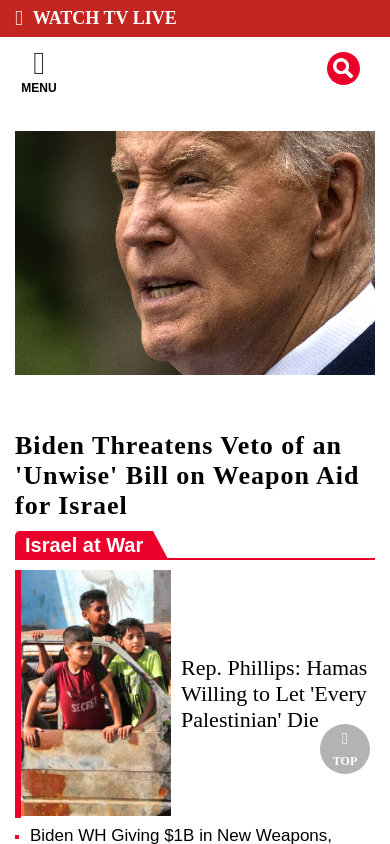 WATCH TV LIVE
MENU
Biden Threatens Veto of an
'Unwise' Bill on Weapon Aid
for Israel
Israel at War
SECRET
Rep. Phillips: Hamas
Willing to Let 'Every
Palestinian' Die
TOP
Biden WH Giving $1B in New Weapons,